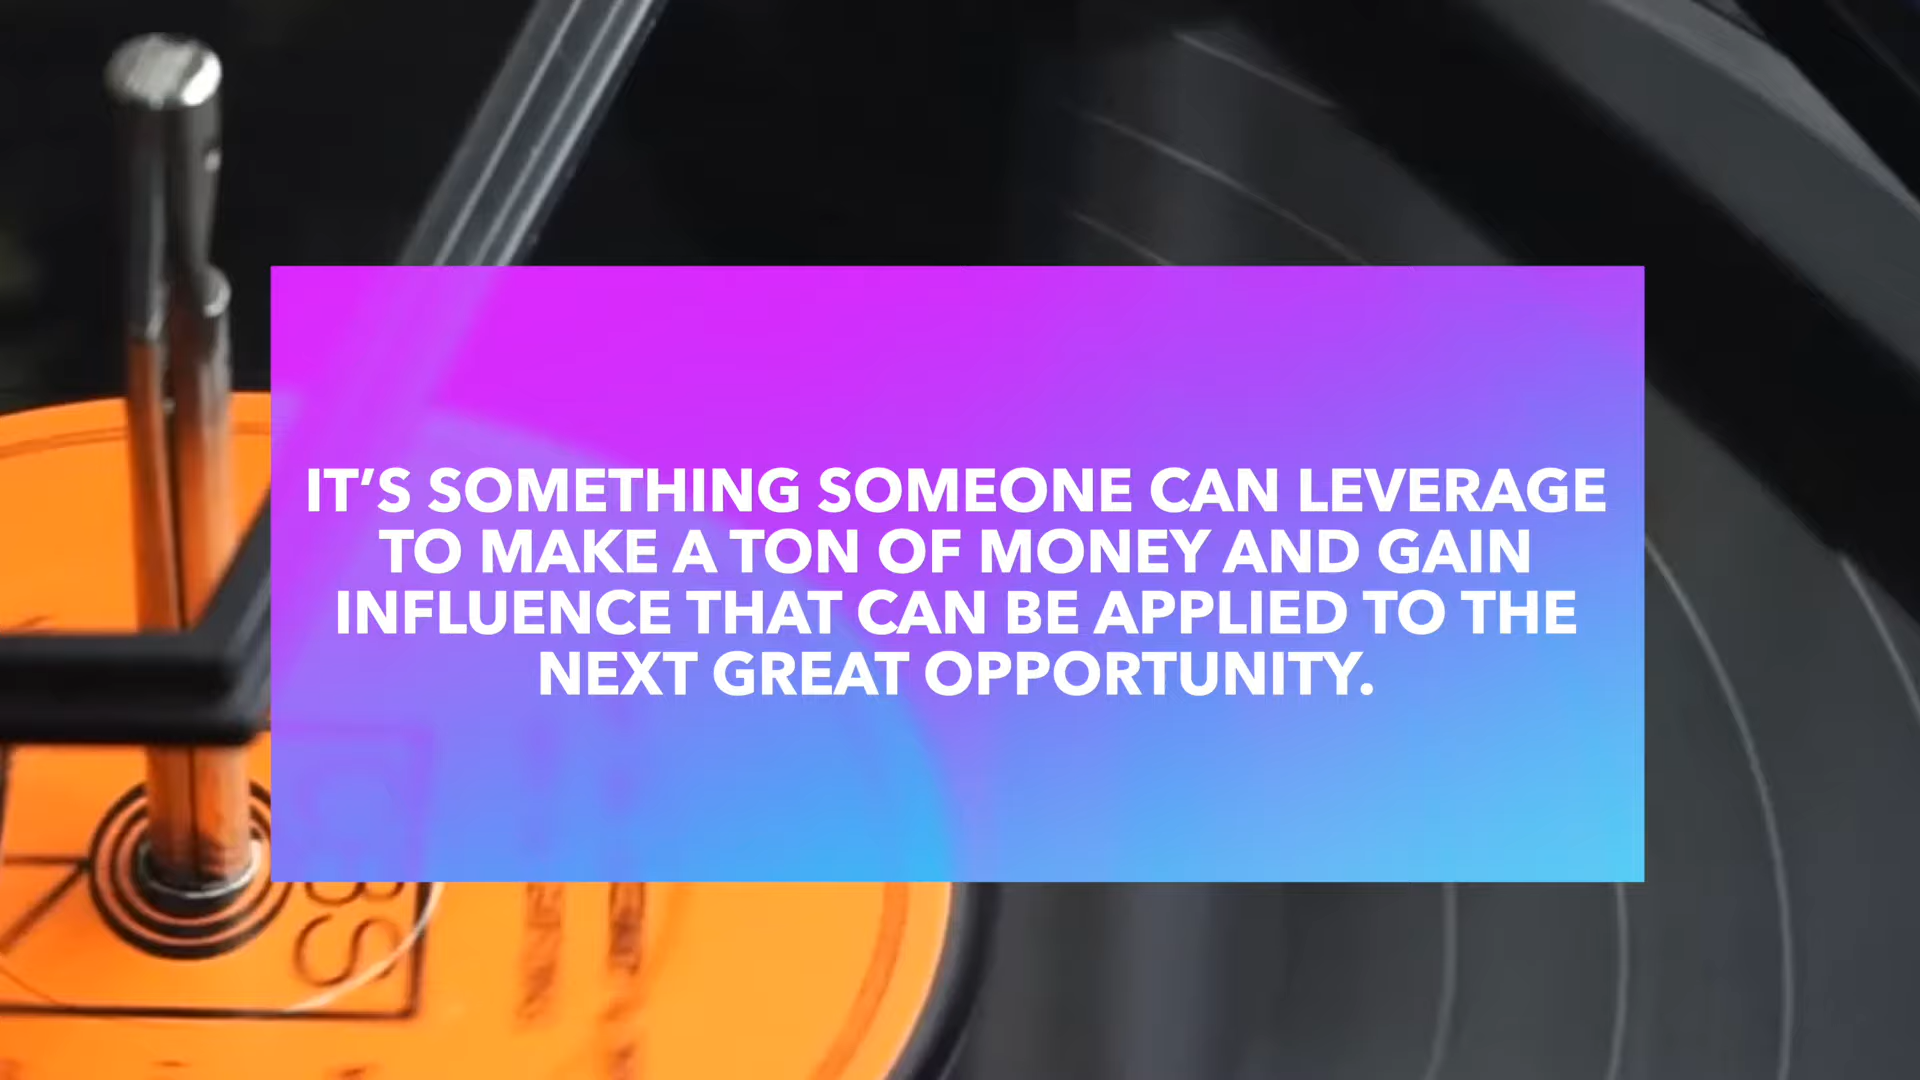 IT’S SOMETHING SOMEONE CAN LEVERAGE
TO MAKE A TON OF MONEY AND GAIN
INFLUENCE THAT CAN BE APPLIED TO THE
NEXT GREAT OPPORTUNITY.
CBS